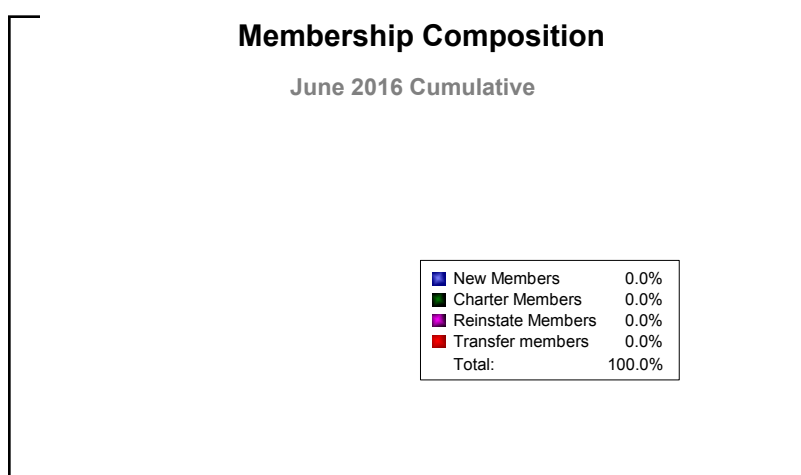 Membership Composition
June 2016 Cumulative
New Members 0.0%
Charter Members 0.0%
Reinstate Members 0.0%
Transfer members 0.0%
Total: 100.0%